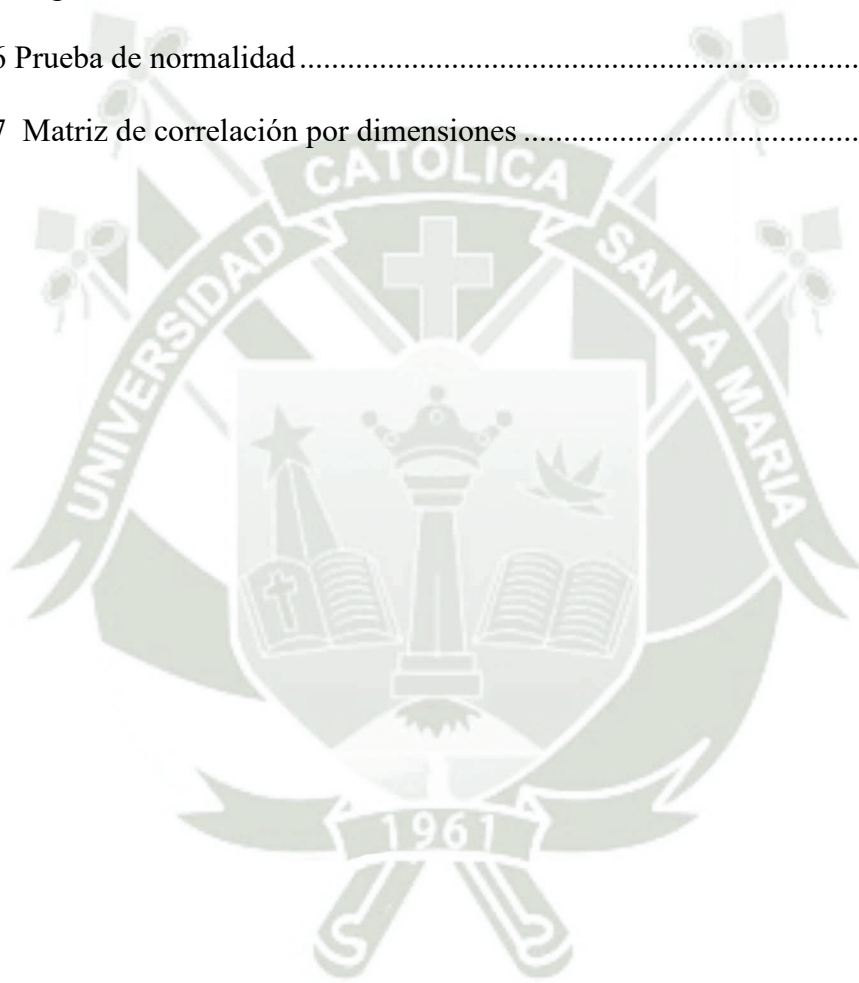 6 Prueba de normalidad
7 Matriz de correlación por dimensiones
UNIVERSIDAD CATOLICA SANTA MARIA
1961